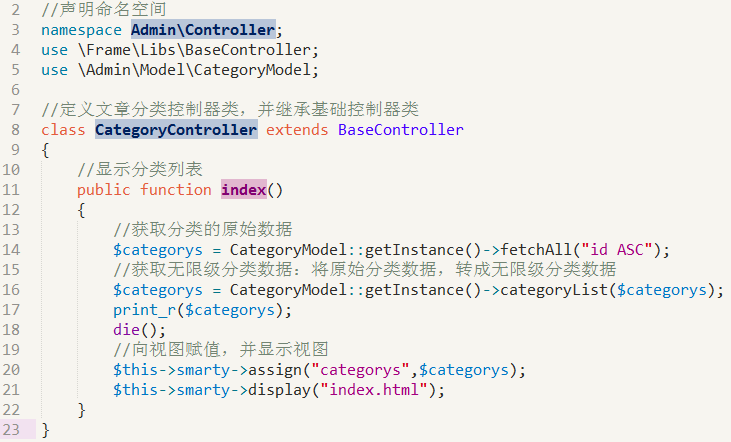 2 //声明命名空间
3 namespace Admin\Controller;
4 use \Frame\Libs\BaseController;
5 use \Admin\Model\CategoryModel;
6
7 //定义文章分类控制器类，并继承基础控制器类
8 class CategoryController extends BaseController
9 {
10     //显示分类列表
11     public function index()
12     {
13         //获取分类的原始数据
14         $categorys = CategoryModel::getInstance()->fetchAll("id ASC");
15         //获取无限级分类数据：将原始分类数据，转成无限级分类数据
16         $categorys = CategoryModel::getInstance()->categoryList($categorys);
17         print_r($categorys);
18         die();
19         //向视图赋值，并显示视图
20         $this->smarty->assign("categorys",$categorys);
21         $this->smarty->display("index.html");
22     }
23 }